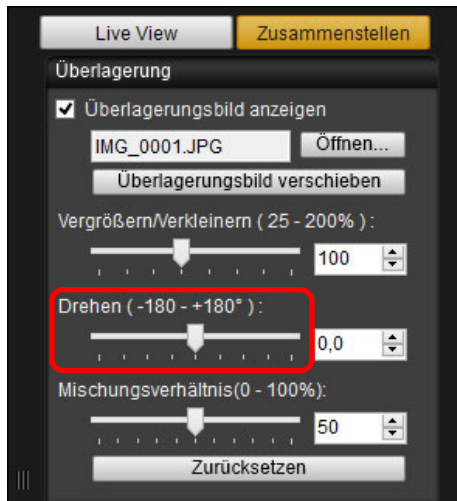 Live View Zusammenstellen
Überlagerung
Überlagerungsbild anzeigen
IMG_0001.JPG Öffnen...
Überlagerungsbild verschieben
Vergrößern/Verkleinern ( 25 - 200% ) :
100
Drehen ( -180 - +180° ) :
0,0
Mischungsverhältnis(0 - 100%):
50
Zurücksetzen